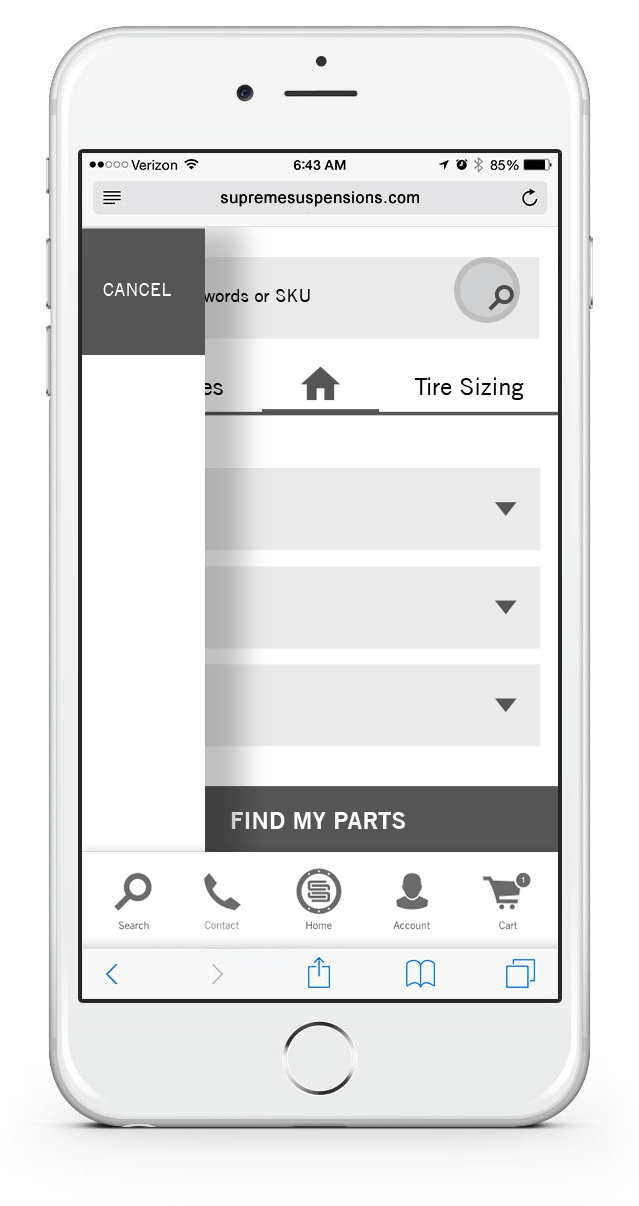 Verizon 6:43 AM 85%
supremesuspensions.com
CANCEL
words or SKU
es Tire Sizing
FIND MY PARTS
Search Contact Home Account Cart 1